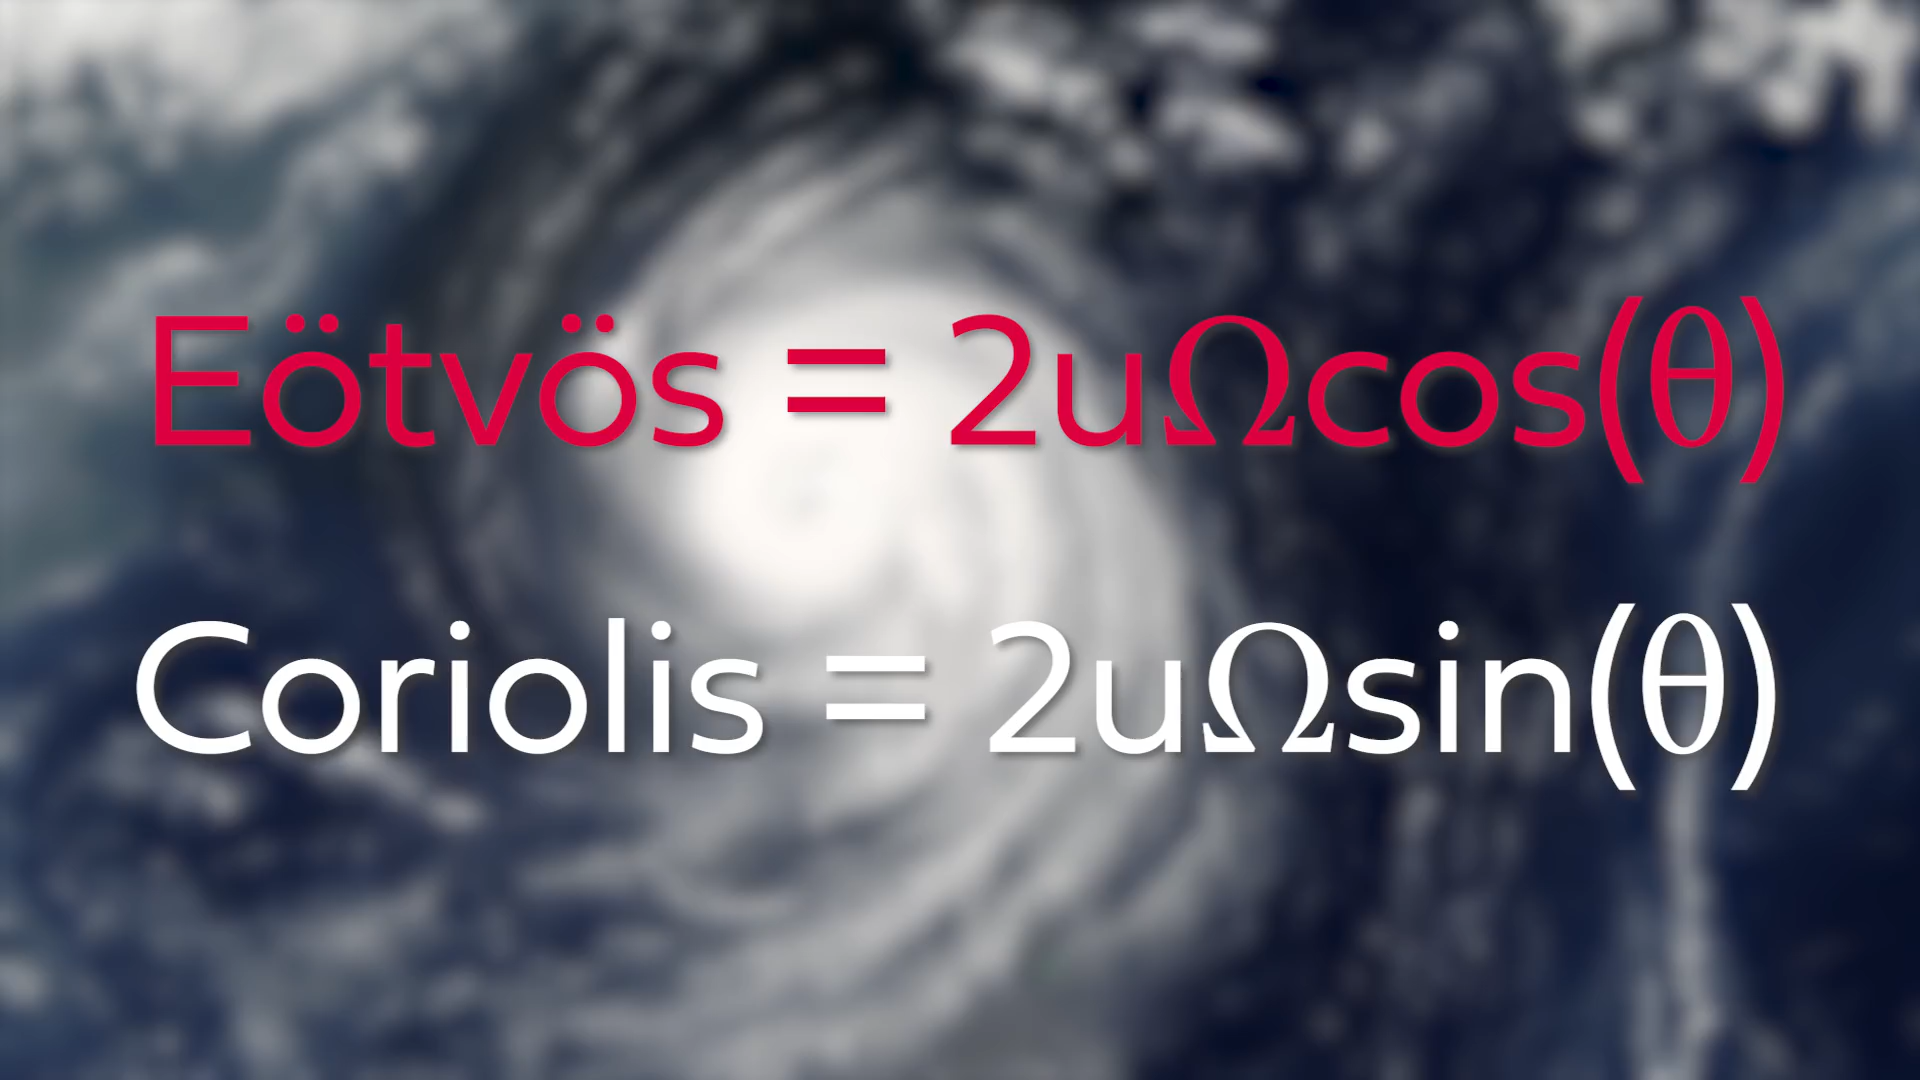 Eötvös = 2uΩcos(θ)
Coriolis = 2uΩsin(θ)